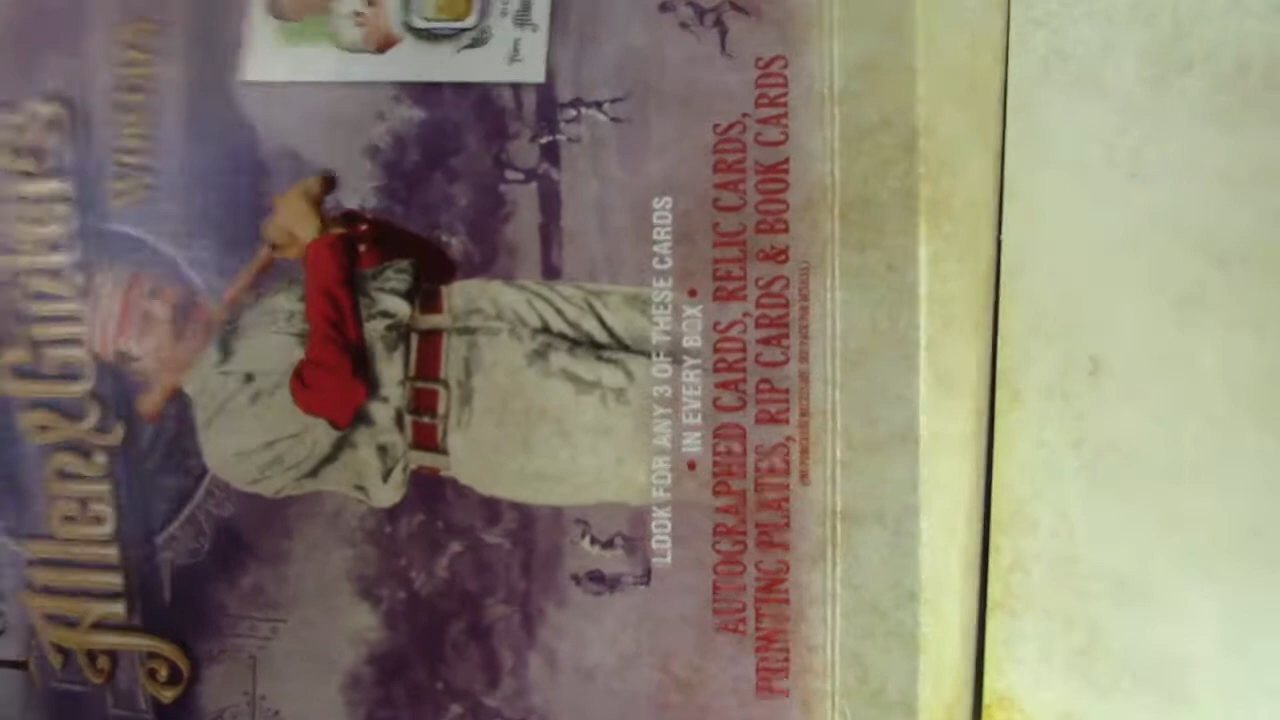 Allen & Ginter's
WORLD'S
LOOK FOR ANY 3 OF THESE CARDS
• IN EVERY BOX •
AUTOGRAPHED CARDS, RELIC CARDS,
PRINTING PLATES, RIP CARDS & BOOK CARDS